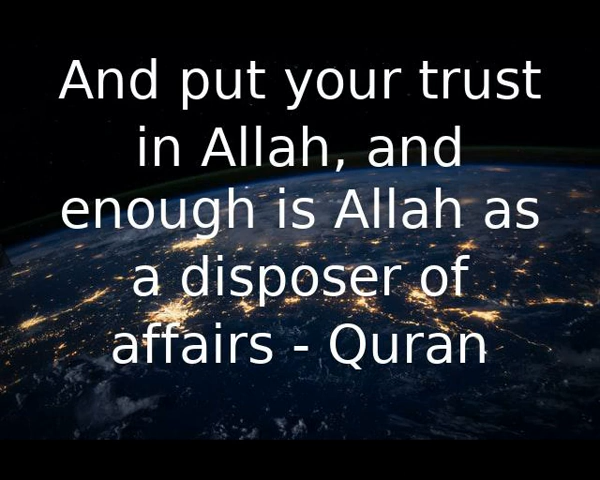 And put your trust
in Allah, and
enough is Allah as
a disposer of
affairs - Quran